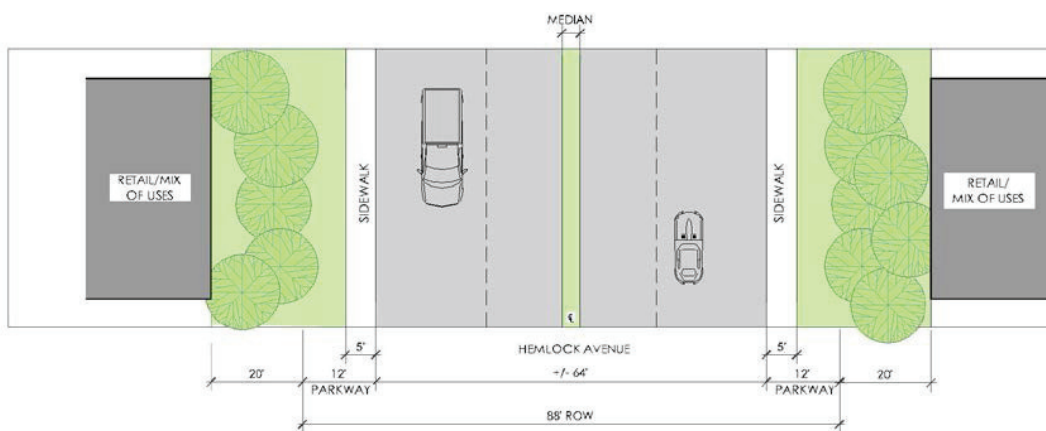 MEDIAN
RETAIL/MIX
OF USES
SIDEWALK
SIDEWALK
RETAIL/
MIX OF USES
℄
5'
HEMLOCK AVENUE
5'
20'
12'
+/- 64'
12'
20'
PARKWAY
PARKWAY
88' ROW